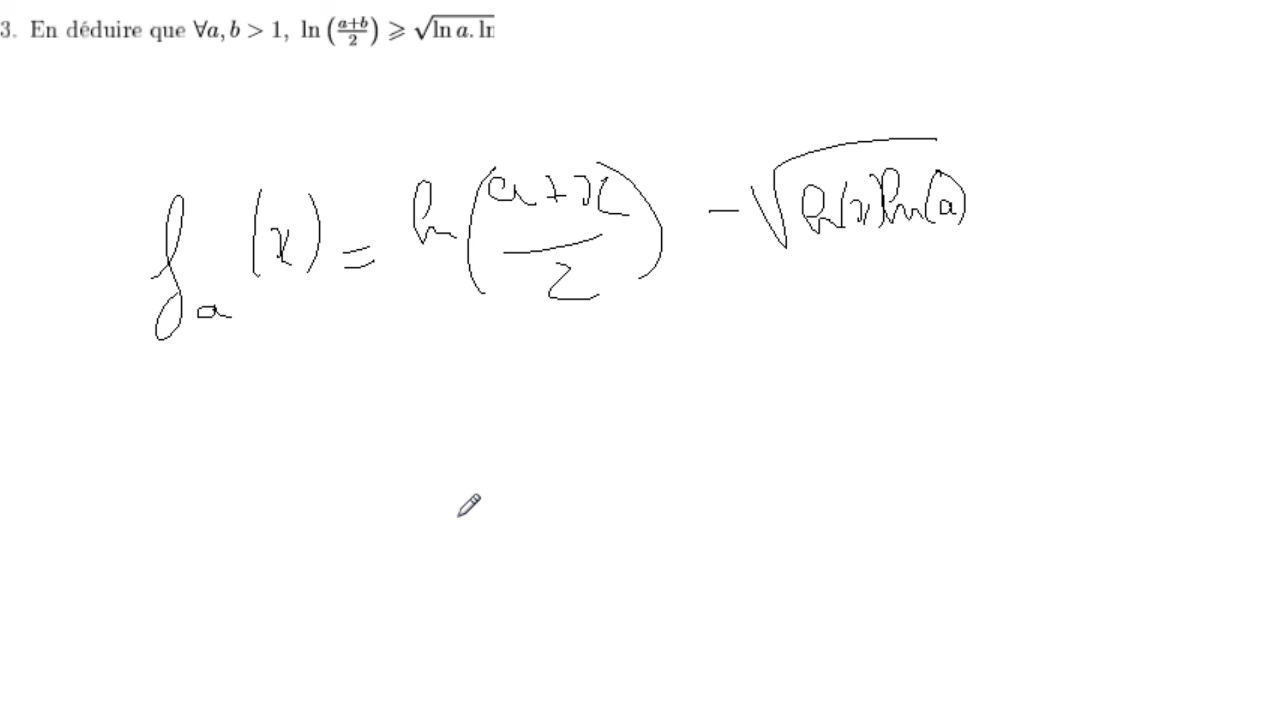 3. En déduire que ∀a, b > 1, ln (a+b/2) ⩾ √ln a. ln
f_a (x) = ln (a+x/2) - √ln(x)ln(a)